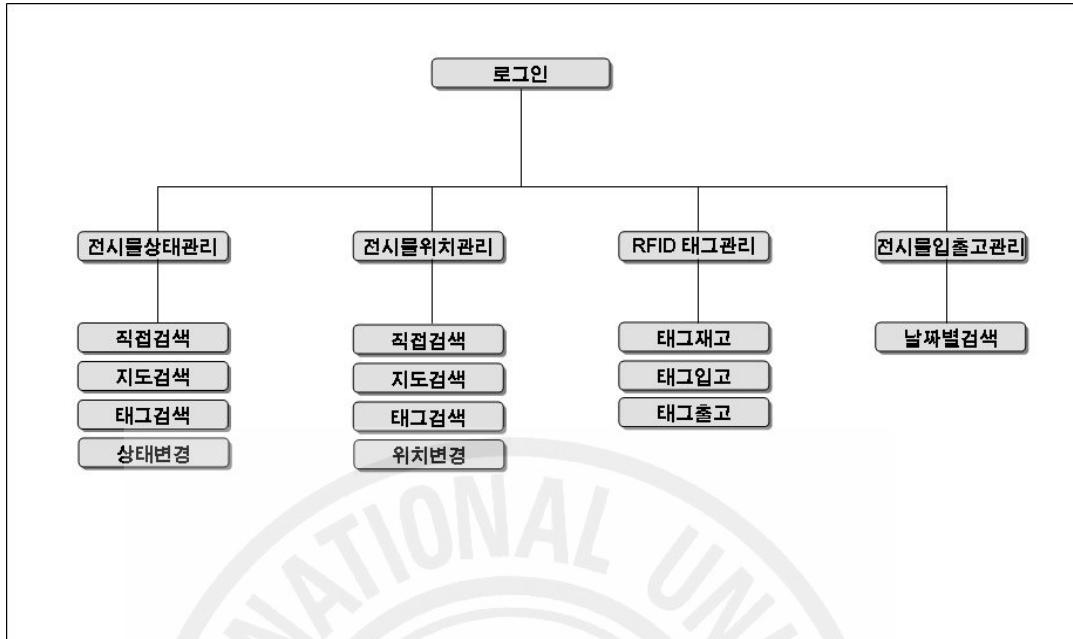 로그인
전시물상태관리
전시물위치관리
RFID 태그관리
전시물입출고관리
직접검색
지도검색
태그검색
상태변경
직접검색
지도검색
태그검색
위치변경
태그재고
태그입고
태그출고
날짜별검색
NATIONAL UN